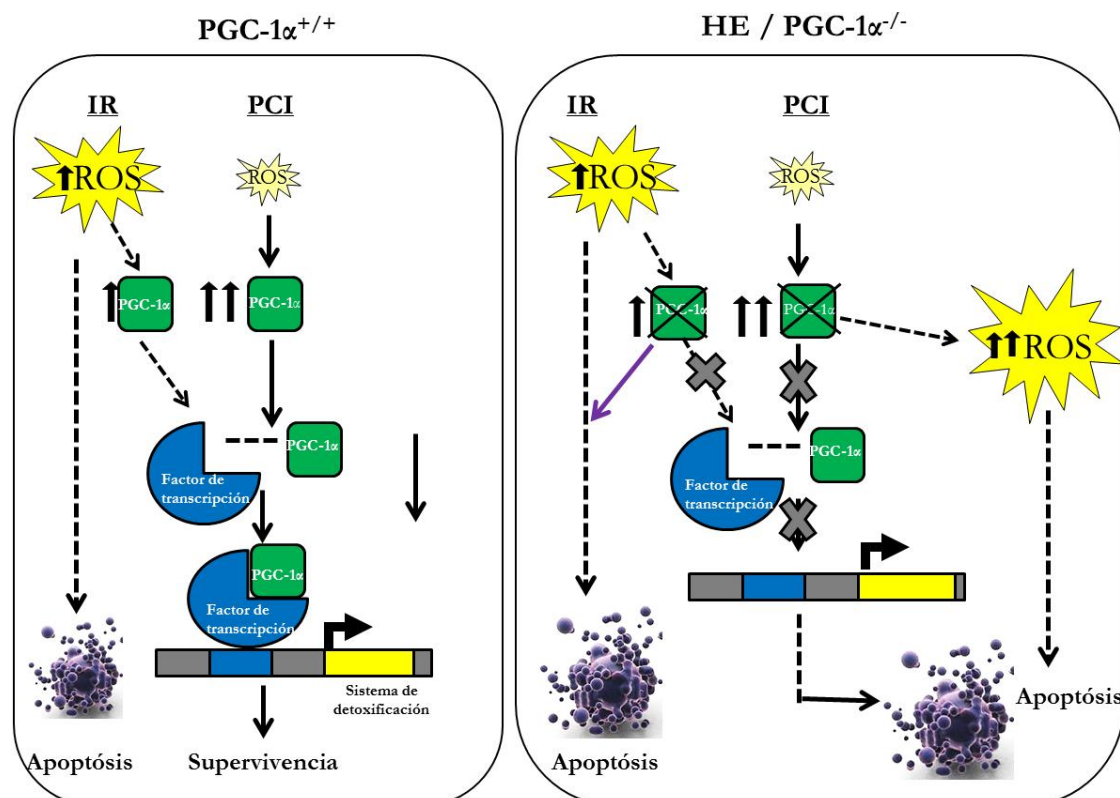 PGC-1α+/+
IR
PCI
ROS
ROS
PGC-1α
PGC-1α
PGC-1α
Factor de
transcripción
PGC-1α
Factor de
transcripción
Sistema de
detoxificación
Apoptósis
Supervivencia
HE / PGC-1α-/-
IR
PCI
ROS
ROS
PGC-1α
PGC-1α
ROS
PGC-1α
Factor de
transcripción
Apoptósis
Apoptósis